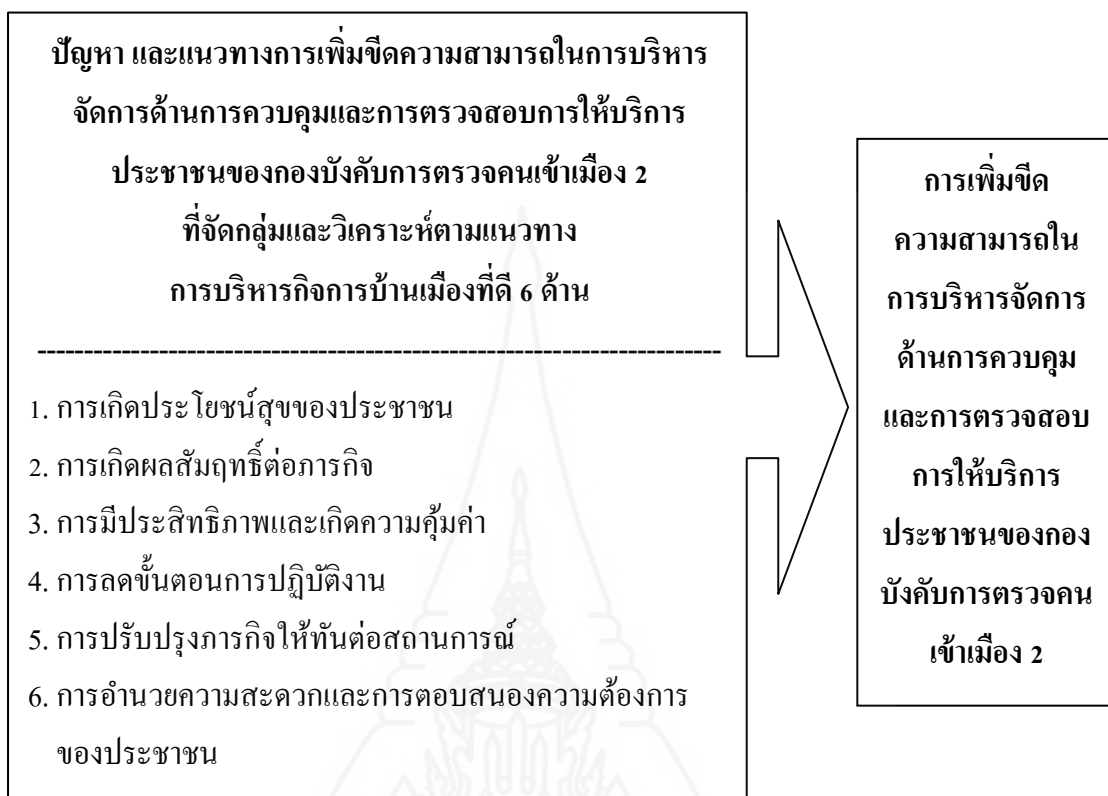 ปัญหา และแนวทางการเพิ่มขีดความสามารถในการบริหาร
จัดการด้านการควบคุมและการตรวจสอบการให้บริการ
ประชาชนของกองบังคับการตรวจคนเข้าเมือง 2
ที่จัดกลุ่มและวิเคราะห์ตามแนวทาง
การบริหารกิจการบ้านเมืองที่ดี 6 ด้าน
--------------------------------------------------------------------------
1. การเกิดประโยชน์สุขของประชาชน
2. การเกิดผลสัมฤทธิ์ต่อภารกิจ
3. การมีประสิทธิภาพและเกิดความคุ้มค่า
4. การลดขั้นตอนการปฏิบัติงาน
5. การปรับปรุงภารกิจให้ทันต่อสถานการณ์
6. การอำนวยความสะดวกและการตอบสนองความต้องการ
ของประชาชน
การเพิ่มขีด
ความสามารถใน
การบริหารจัดการ
ด้านการควบคุม
และการตรวจสอบ
การให้บริการ
ประชาชนของกอง
บังคับการตรวจคน
เข้าเมือง 2